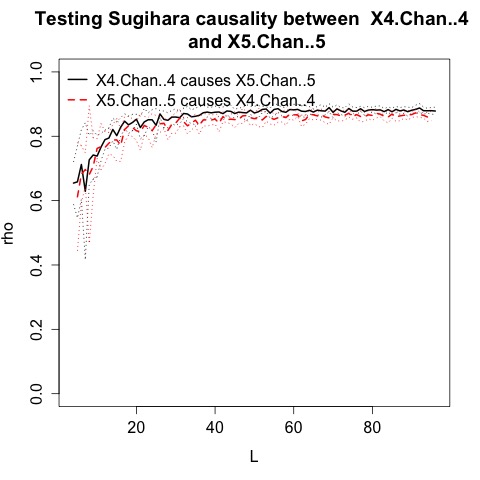 Testing Sugihara causality between  X4.Chan..4
and X5.Chan..5
X4.Chan..4 causes X5.Chan..5
X5.Chan..5 causes X4.Chan..4
rho
1.0
0.8
0.6
0.4
0.2
0.0
20 40 60 80
L